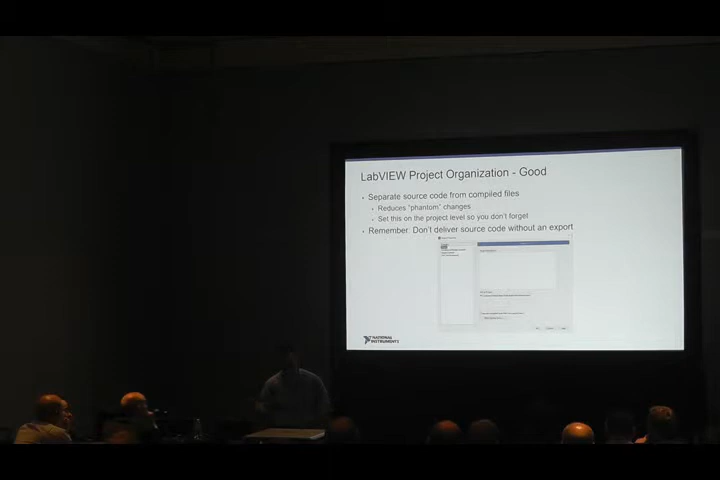 LabVIEW Project Organization - Good
• Separate source code from compiled files
• Reduces "phantom" changes
• Set this on the project level so you don't forget
• Remember: Don't deliver source code without an export
NATIONAL
INSTRUMENTS